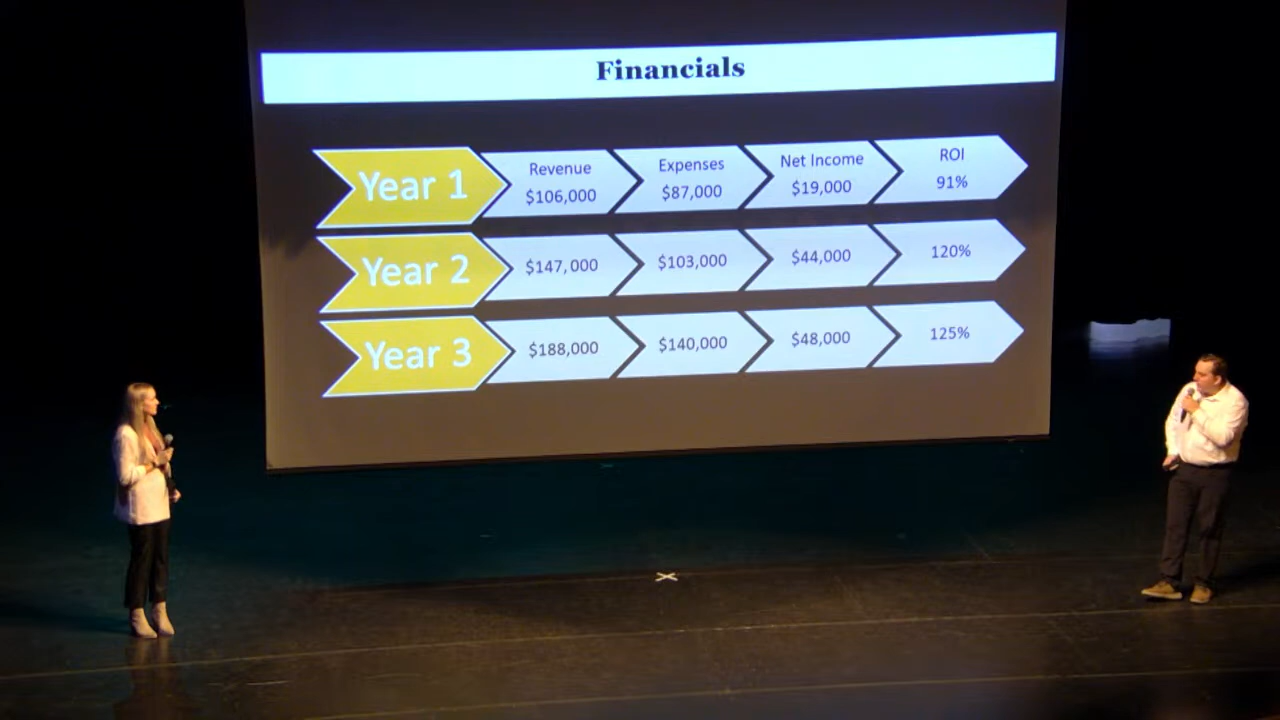 Financials
Year 1
Revenue
$106,000
Expenses
$87,000
Net Income
$19,000
ROI
91%
Year 2
$147,000
$103,000
$44,000
120%
Year 3
$188,000
$140,000
$48,000
125%